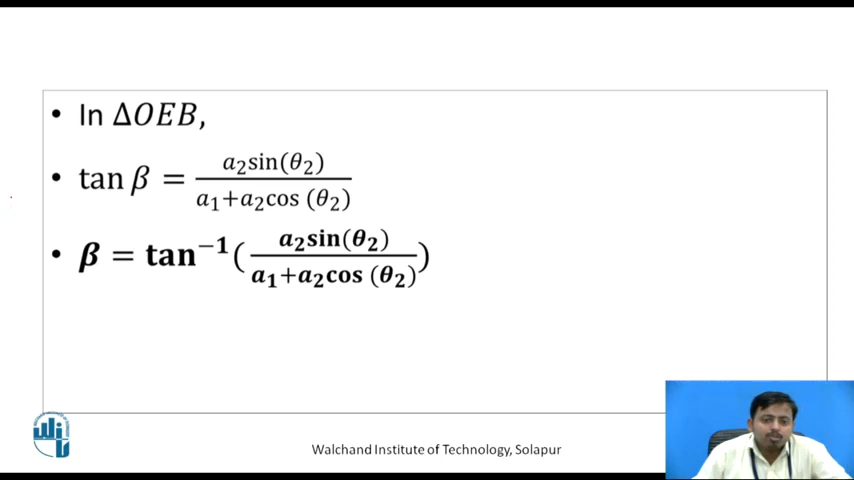 • In ΔOEB,
• tan β = a₂sin(θ₂) / a₁+a₂cos (θ₂)
• β = tan⁻¹(a₂sin(θ₂) / a₁+a₂cos (θ₂))
Walchand Institute of Technology, Solapur